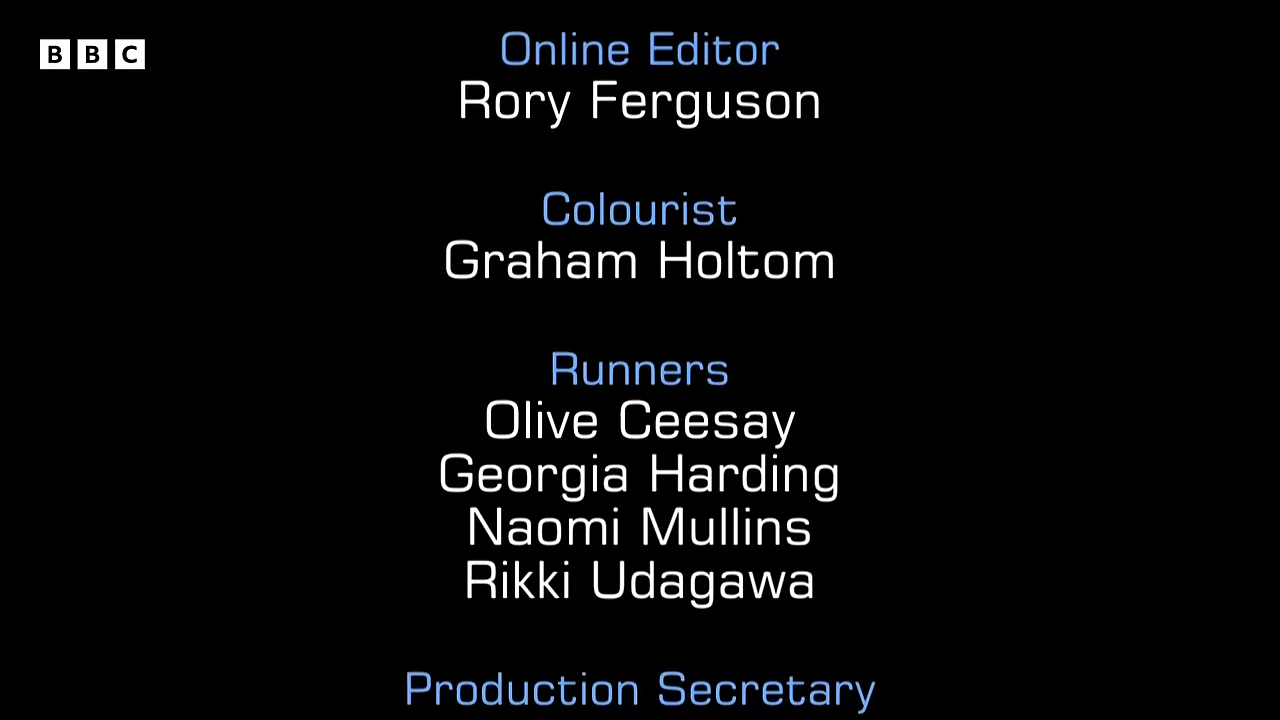 BBC
Online Editor
Rory Ferguson
Colourist
Graham Holtom
Runners
Olive Ceesay
Georgia Harding
Naomi Mullins
Rikki Udagawa
Production Secretary